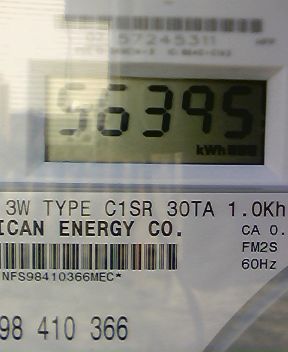 57245311
56395
kWh
3W TYPE C1SR 30TA 1.0Kh
ICAN ENERGY CO.
CA 0.
FM2S
60Hz
NFS98410366MEC*
98 410 366